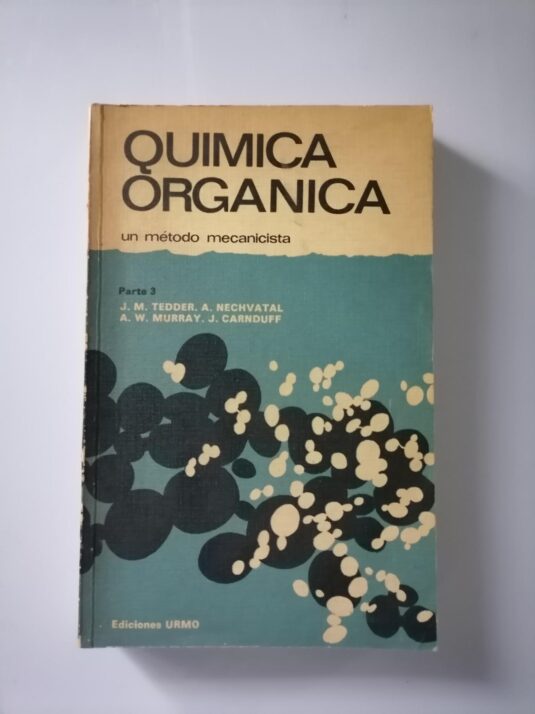 QUIMICA
ORGANICA
un método mecanicista
Parte 3
J. M. TEDDER. A. NECHVATAL
A. W. MURRAY. J. CARNDUFF
Ediciones URMO